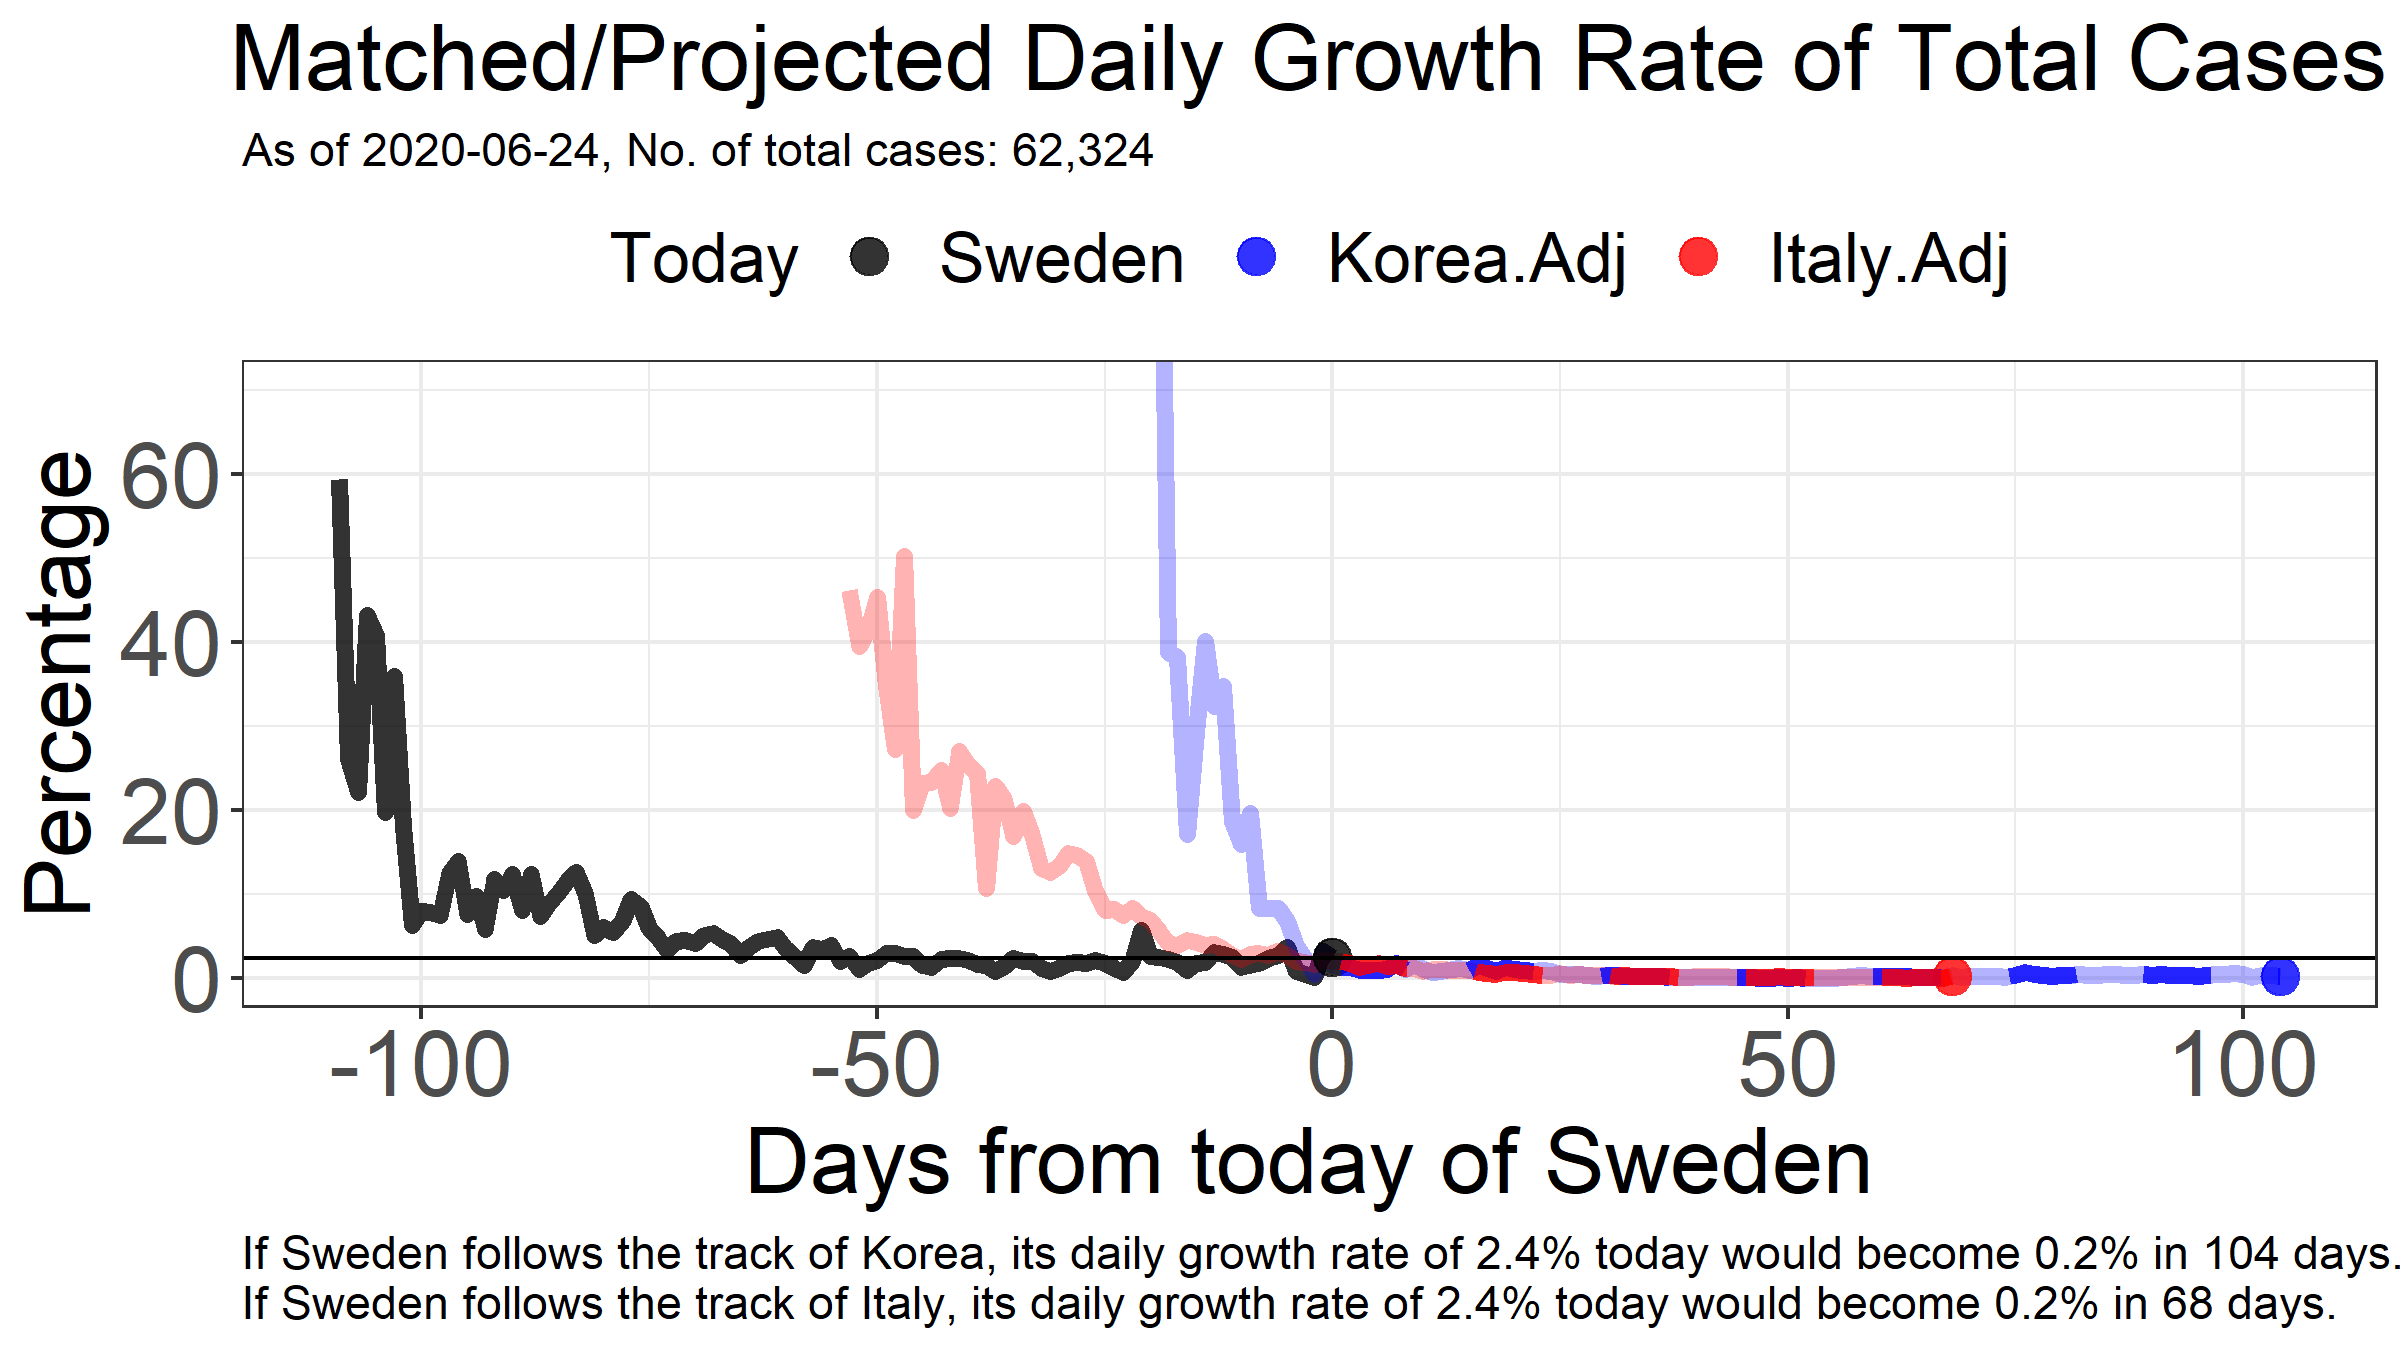 Matched/Projected Daily Growth Rate of Total Cases
As of 2020-06-24, No. of total cases: 62,324
Today Sweden Korea.Adj Italy.Adj
Percentage
60
40
20
0
-100 -50 0 50 100
Days from today of Sweden
If Sweden follows the track of Korea, its daily growth rate of 2.4% today would become 0.2% in 104 days.
If Sweden follows the track of Italy, its daily growth rate of 2.4% today would become 0.2% in 68 days.